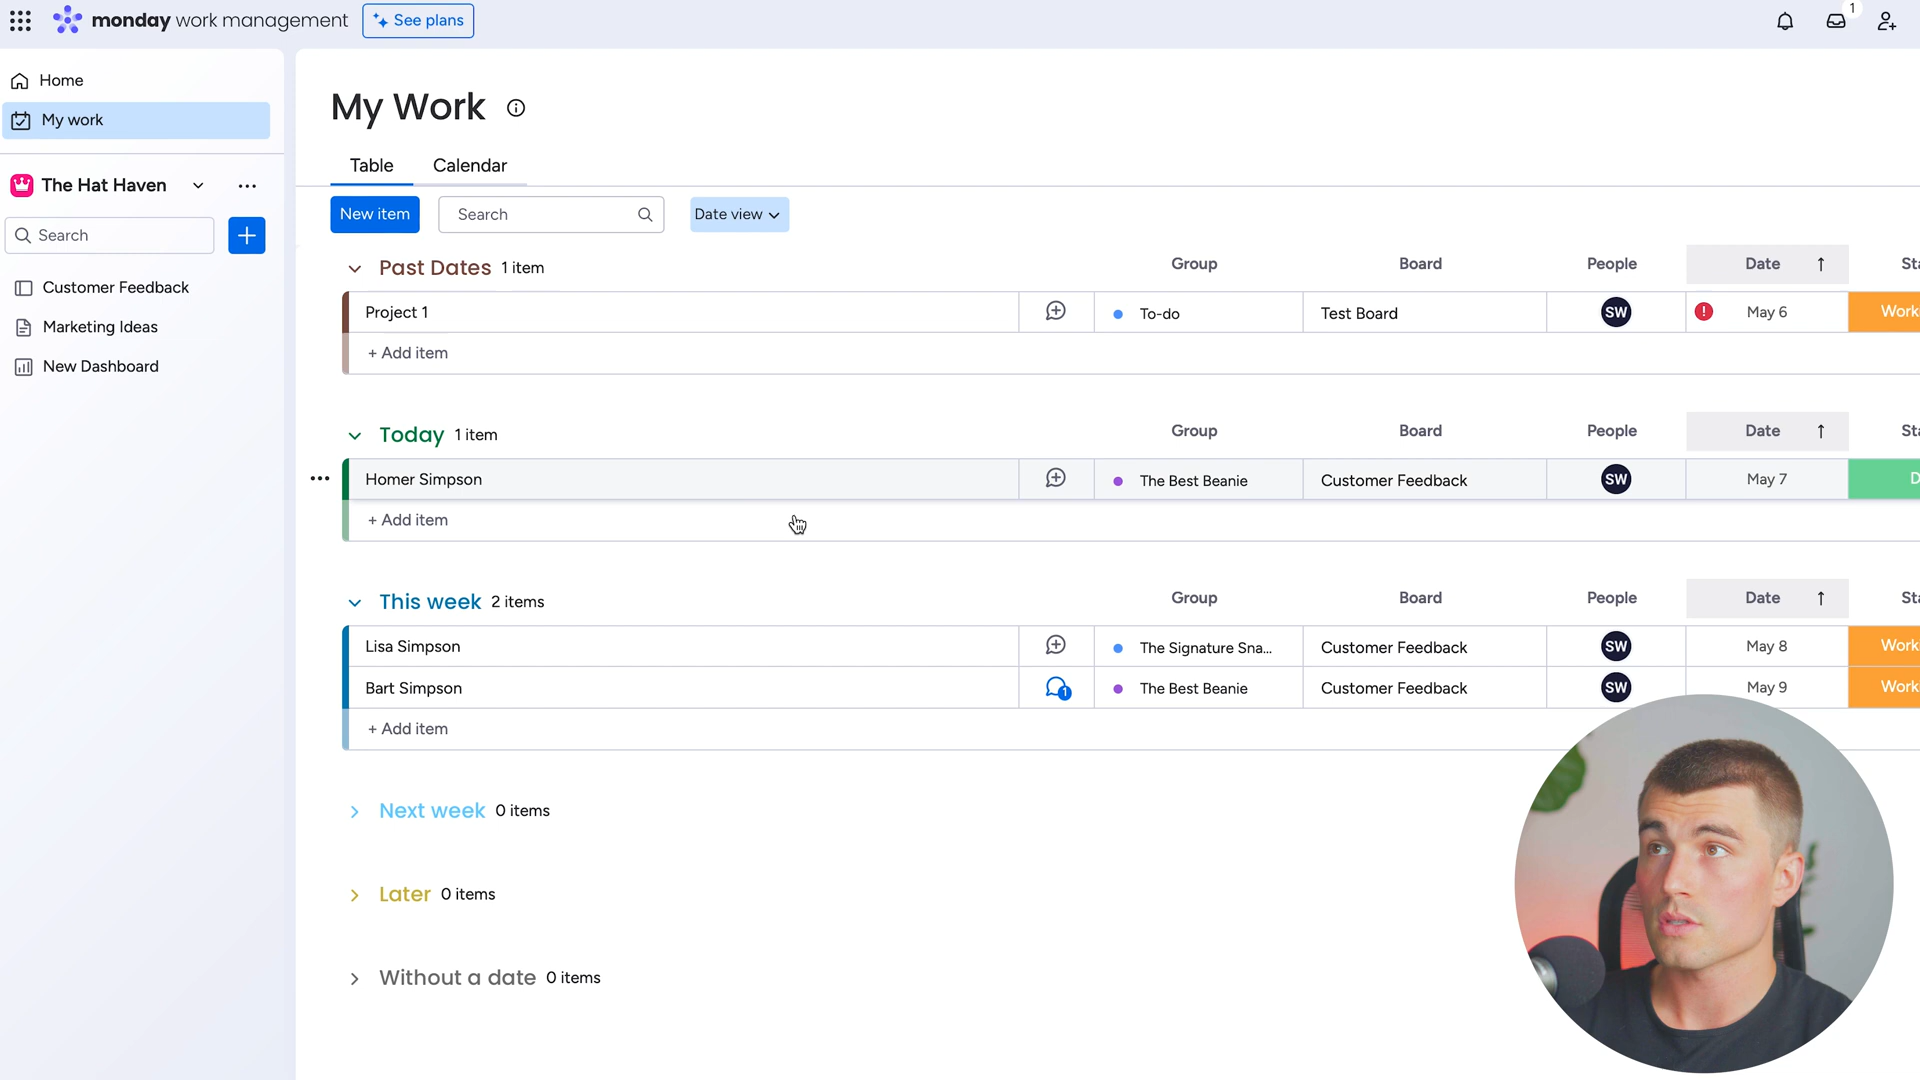 monday work management See plans 1
Home
My work
The Hat Haven
Search
Customer Feedback
Marketing Ideas
New Dashboard
My Work
Table Calendar
New item Search Date view
Past Dates 1 item Group Board People Date Sta
Project 1 To-do Test Board SW ! May 6 Work
+ Add item
Today 1 item Group Board People Date Sta
Homer Simpson The Best Beanie Customer Feedback SW May 7 D
+ Add item
This week 2 items Group Board People Date Sta
Lisa Simpson The Signature Sna... Customer Feedback SW May 8 Work
Bart Simpson 1 The Best Beanie Customer Feedback SW May 9 Work
+ Add item
Next week 0 items
Later 0 items
Without a date 0 items